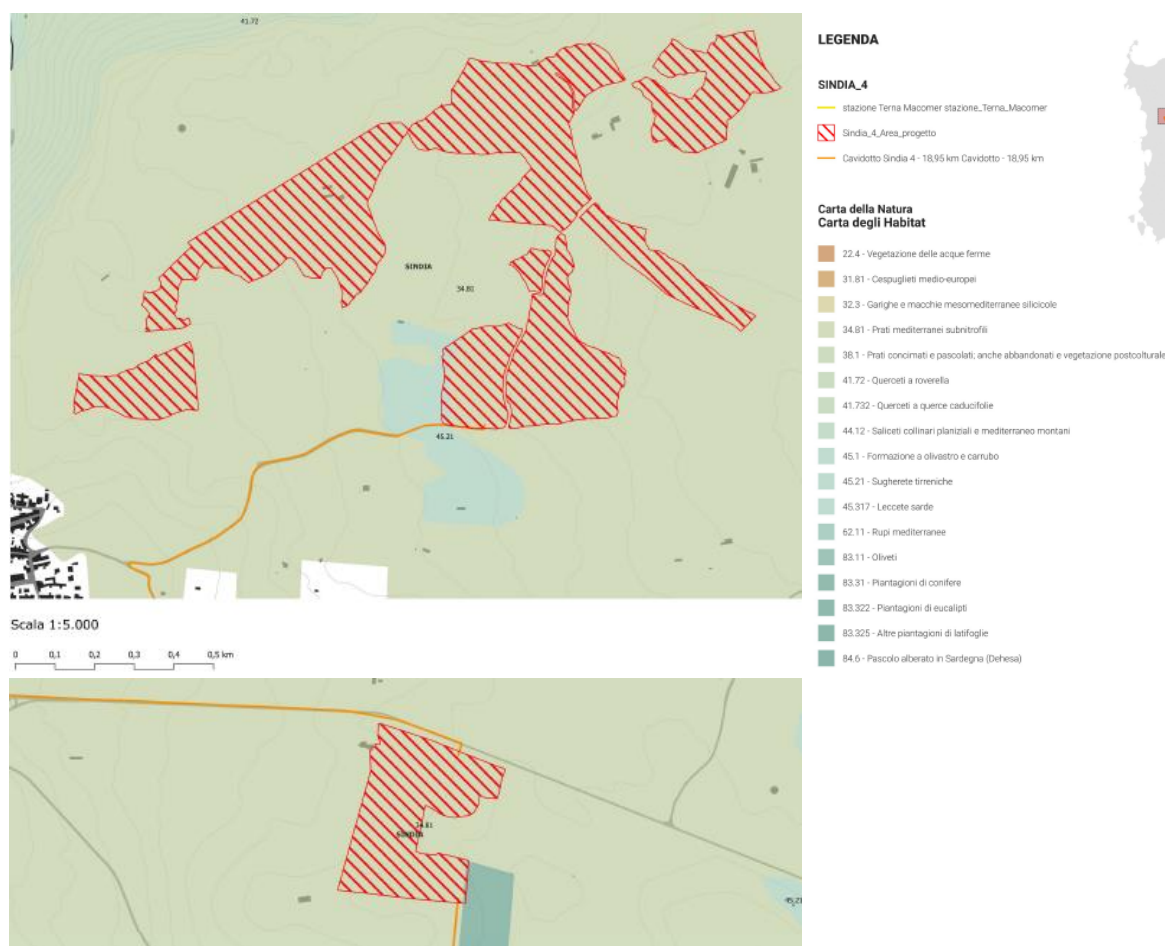 41.72
SINDIA
34.81
45.21
Scala 1:5.000
0 0,1 0,2 0,3 0,4 0,5 km
34.81
SINDIA
45.21
LEGENDA
SINDIA_4
stazione Terna Macomer stazione_Terna_Macomer
Sindia_4_Area_progetto
Cavidotto Sindia 4 - 18,95 km Cavidotto - 18,95 km
Carta della Natura
Carta degli Habitat
22.4 - Vegetazione delle acque ferme
31.81 - Cespuglieti medio-europei
32.3 - Garighe e macchie mesomediterranee silicicole
34.81 - Prati mediterranei subnitrofili
38.1 - Prati concimati e pascolati; anche abbandonati e vegetazione postcolturale
41.72 - Querceti a roverella
41.732 - Querceti a querce caducifolie
44.12 - Saliceti collinari planiziali e mediterraneo montani
45.1 - Formazione a olivastro e carrubo
45.21 - Sugherete tirreniche
45.317 - Leccete sarde
62.11 - Rupi mediterranee
83.11 - Oliveti
83.31 - Piantagioni di conifere
83.322 - Piantagioni di eucalipti
83.325 - Altre piantagioni di latifoglie
84.6 - Pascolo alberato in Sardegna (Dehesa)